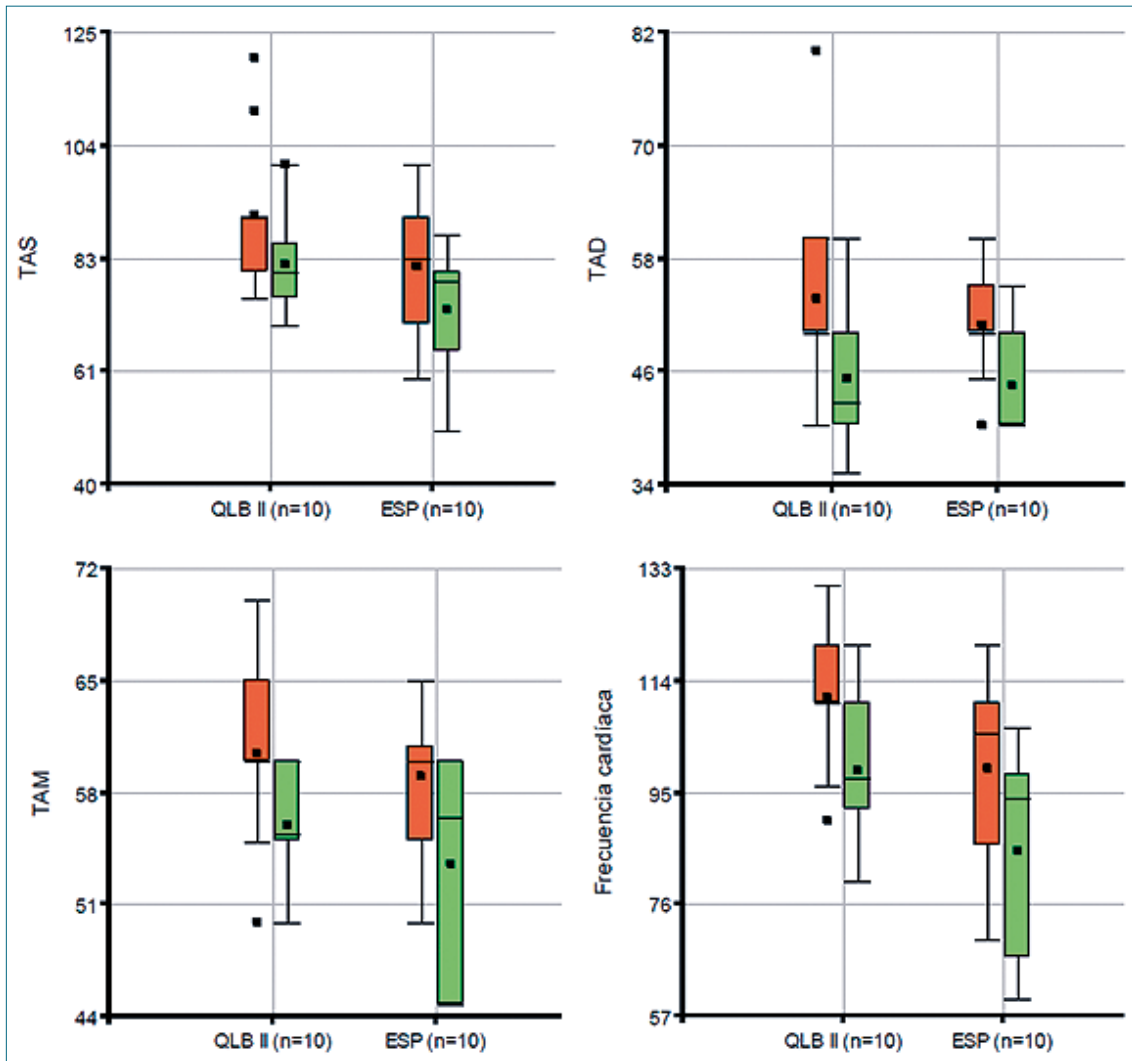 125
104
83
61
40
TAS
QLB II (n=10) ESP (n=10)
82
70
58
46
34
TAD
QLB II (n=10) ESP (n=10)
72
65
58
51
44
TAM
QLB II (n=10) ESP (n=10)
133
114
95
76
57
Frecuencia cardíaca
QLB II (n=10) ESP (n=10)